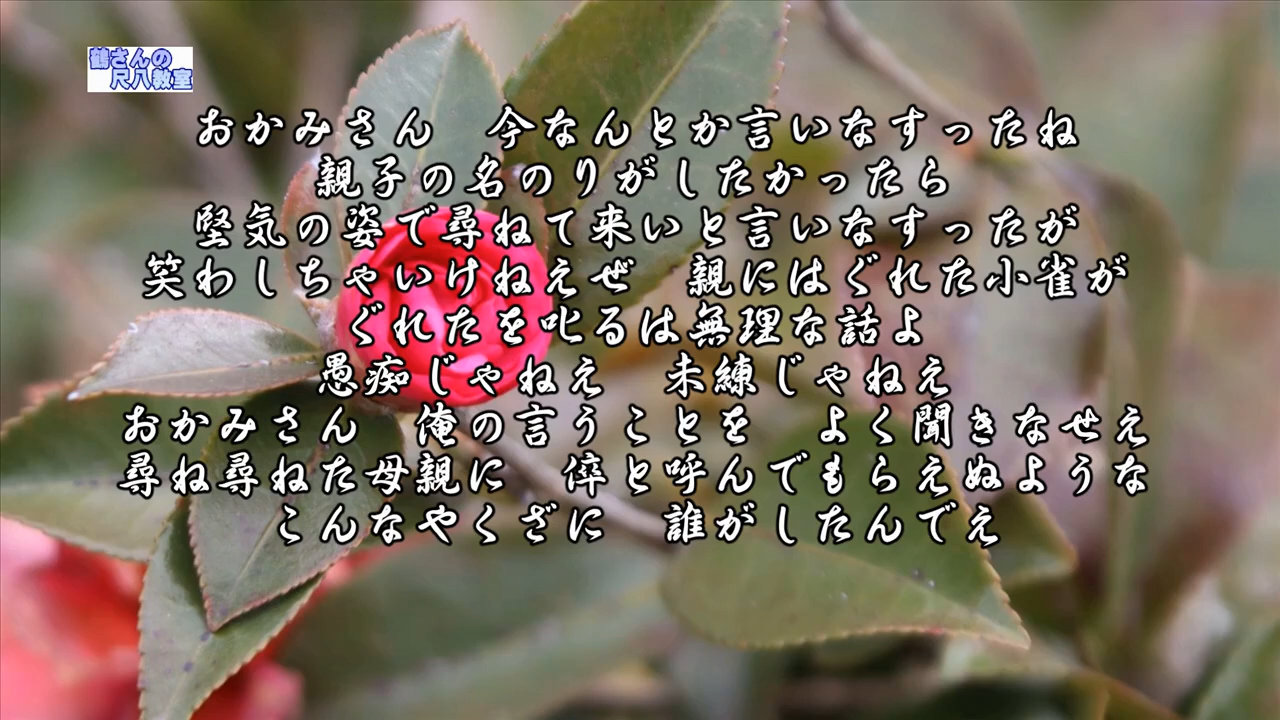 鶴さんの
尺八教室
おかみさん　今なんとか言いなすったね
親子の名のりがしたかったら
堅気の姿で尋ねて来いと言いなすったが
笑わしちゃいけねえぜ　親にはぐれた小雀が
ぐれたを叱るは無理な話よ
愚痴じゃねえ　未練じゃねえ
おかみさん　俺の言うことを　よく聞きなせえ
尋ね尋ねた母親に　倅と呼んでもらえぬような
こんなやくざに　誰がしたんでえ